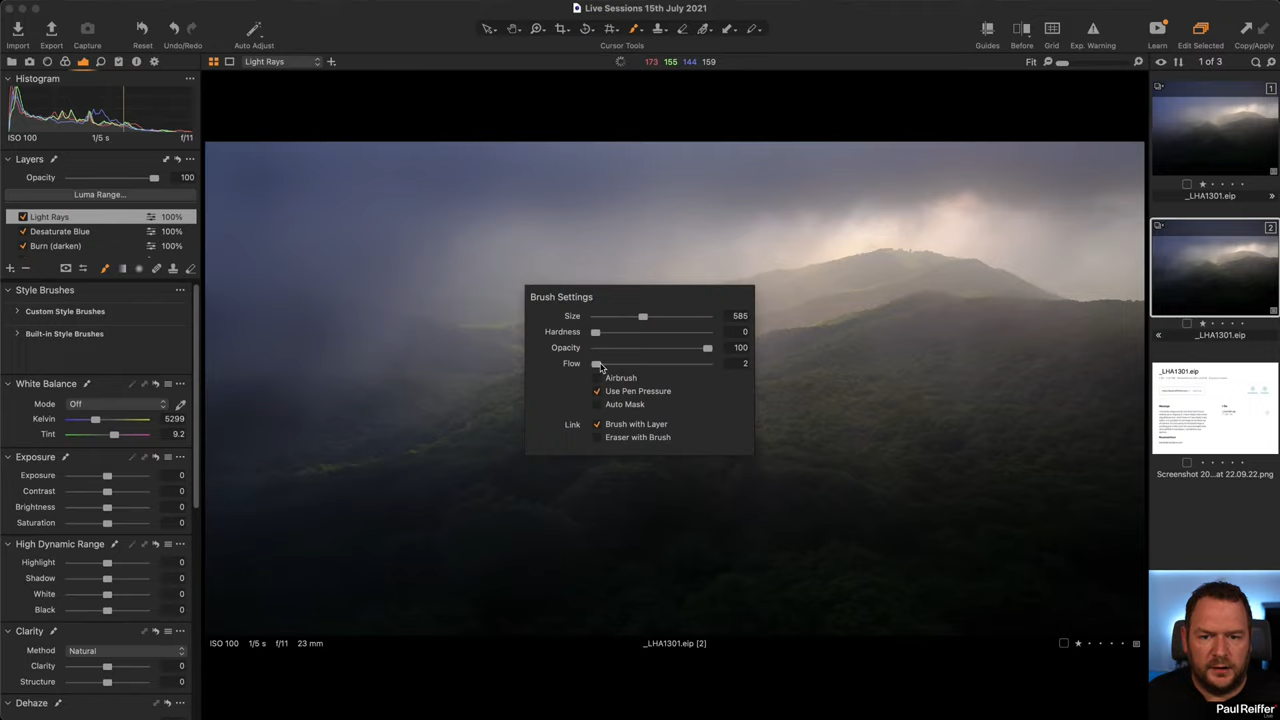 Live Sessions 15th July 2021
Import
Export
Capture
Reset
Undo/Redo
Auto Adjust
Cursor Tools
Guides
Before
Grid
Exp. Warning
Learn
Edit Selected
Copy/Apply
Light Rays
173 155 144 159
Fit
1 of 3
Histogram
ISO 100 1/5 s f/11
Layers
Opacity 100
Luma Range...
Light Rays 100%
Desaturate Blue 100%
Burn (darken) 100%
Style Brushes
Custom Style Brushes
Built-in Style Brushes
White Balance
Mode Off
Kelvin 5299
Tint 9.2
Exposure
Exposure 0
Contrast 0
Brightness 0
Saturation 0
High Dynamic Range
Highlight 0
Shadow 0
White 0
Black 0
Clarity
Method Natural
Clarity 0
Structure 0
Dehaze
Brush Settings
Size 585
Hardness 0
Opacity 100
Flow 2
Airbrush
Use Pen Pressure
Auto Mask
Link Brush with Layer
Eraser with Brush
ISO 100 1/5 s f/11 23 mm
_LHA1301.eip [2]
1
_LHA1301.eip
2
_LHA1301.eip
_LHA1301.eip
Screenshot 20...at 22.09.22.png
PaulReiffer
Live